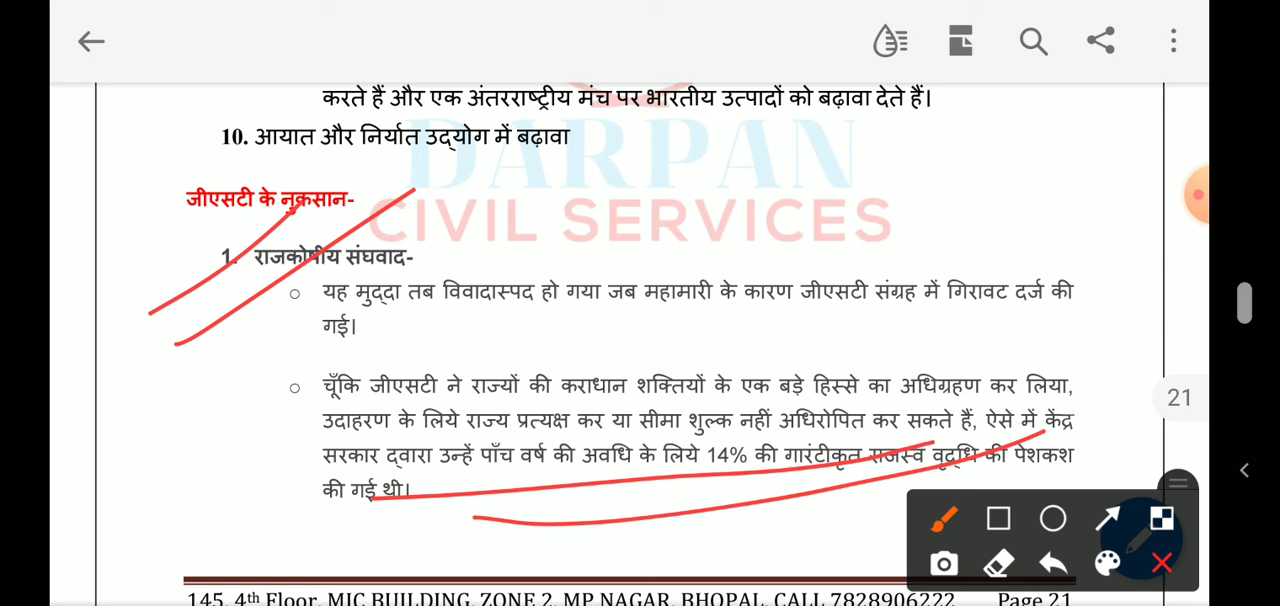 करते हैं और एक अंतरराष्ट्रीय मंच पर भारतीय उत्पादों को बढ़ावा देते हैं।
10. आयात और निर्यात उद्योग में बढ़ावा
DARPAN
CIVIL SERVICES
जीएसटी के नुकसान-
1. राजकोषीय संघवाद-
○ यह मुद्दा तब विवादास्पद हो गया जब महामारी के कारण जीएसटी संग्रह में गिरावट दर्ज की
गई।
○ चूँकि जीएसटी ने राज्यों की कराधान शक्तियों के एक बड़े हिस्से का अधिग्रहण कर लिया,
उदाहरण के लिये राज्य प्रत्यक्ष कर या सीमा शुल्क नहीं अधिरोपित कर सकते हैं, ऐसे में केंद्र
सरकार द्वारा उन्हें पाँच वर्ष की अवधि के लिये 14% की गारंटीकृत राजस्व वृद्धि की पेशकश
की गई थी।
21
145, 4th Floor, MIC BUILDING, ZONE 2, MP NAGAR, BHOPAL, CALL 7828906222 Page 21